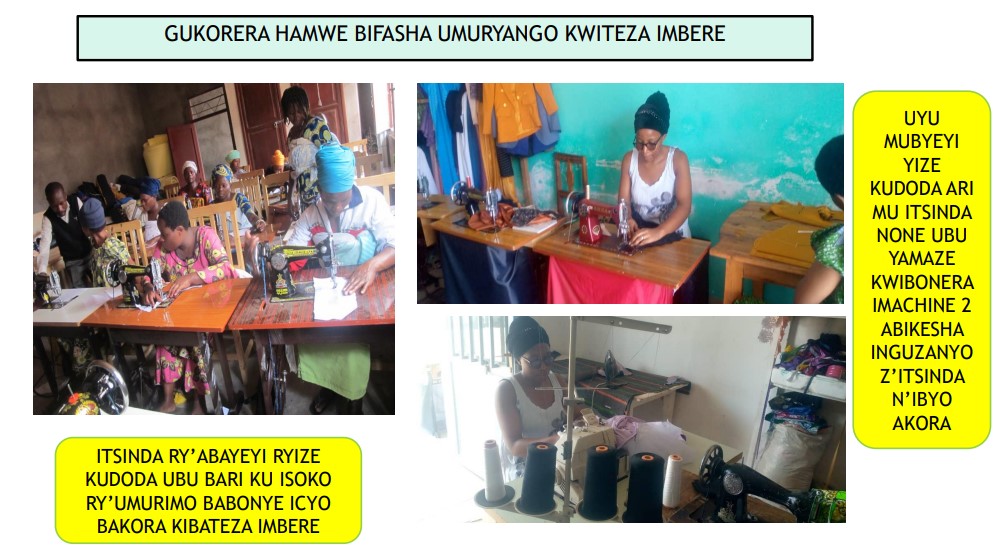 GUKORERA HAMWE BIFASHA UMURYANGO KWITEZA IMBERE
UYU
MUBYEYI
YIZE
KUDODA ARI
MU ITSINDA
NONE UBU
YAMAZE
KWIBONERA
IMACHINE 2
ABIKESHA
INGUZANYO
Z’ITSINDA
N’IBYO
AKORA
ITSINDA RY’ABAYEYI RYIZE
KUDODA UBU BARI KU ISOKO
RY’UMURIMO BABONYE ICYO
BAKORA KIBATEZA IMBERE